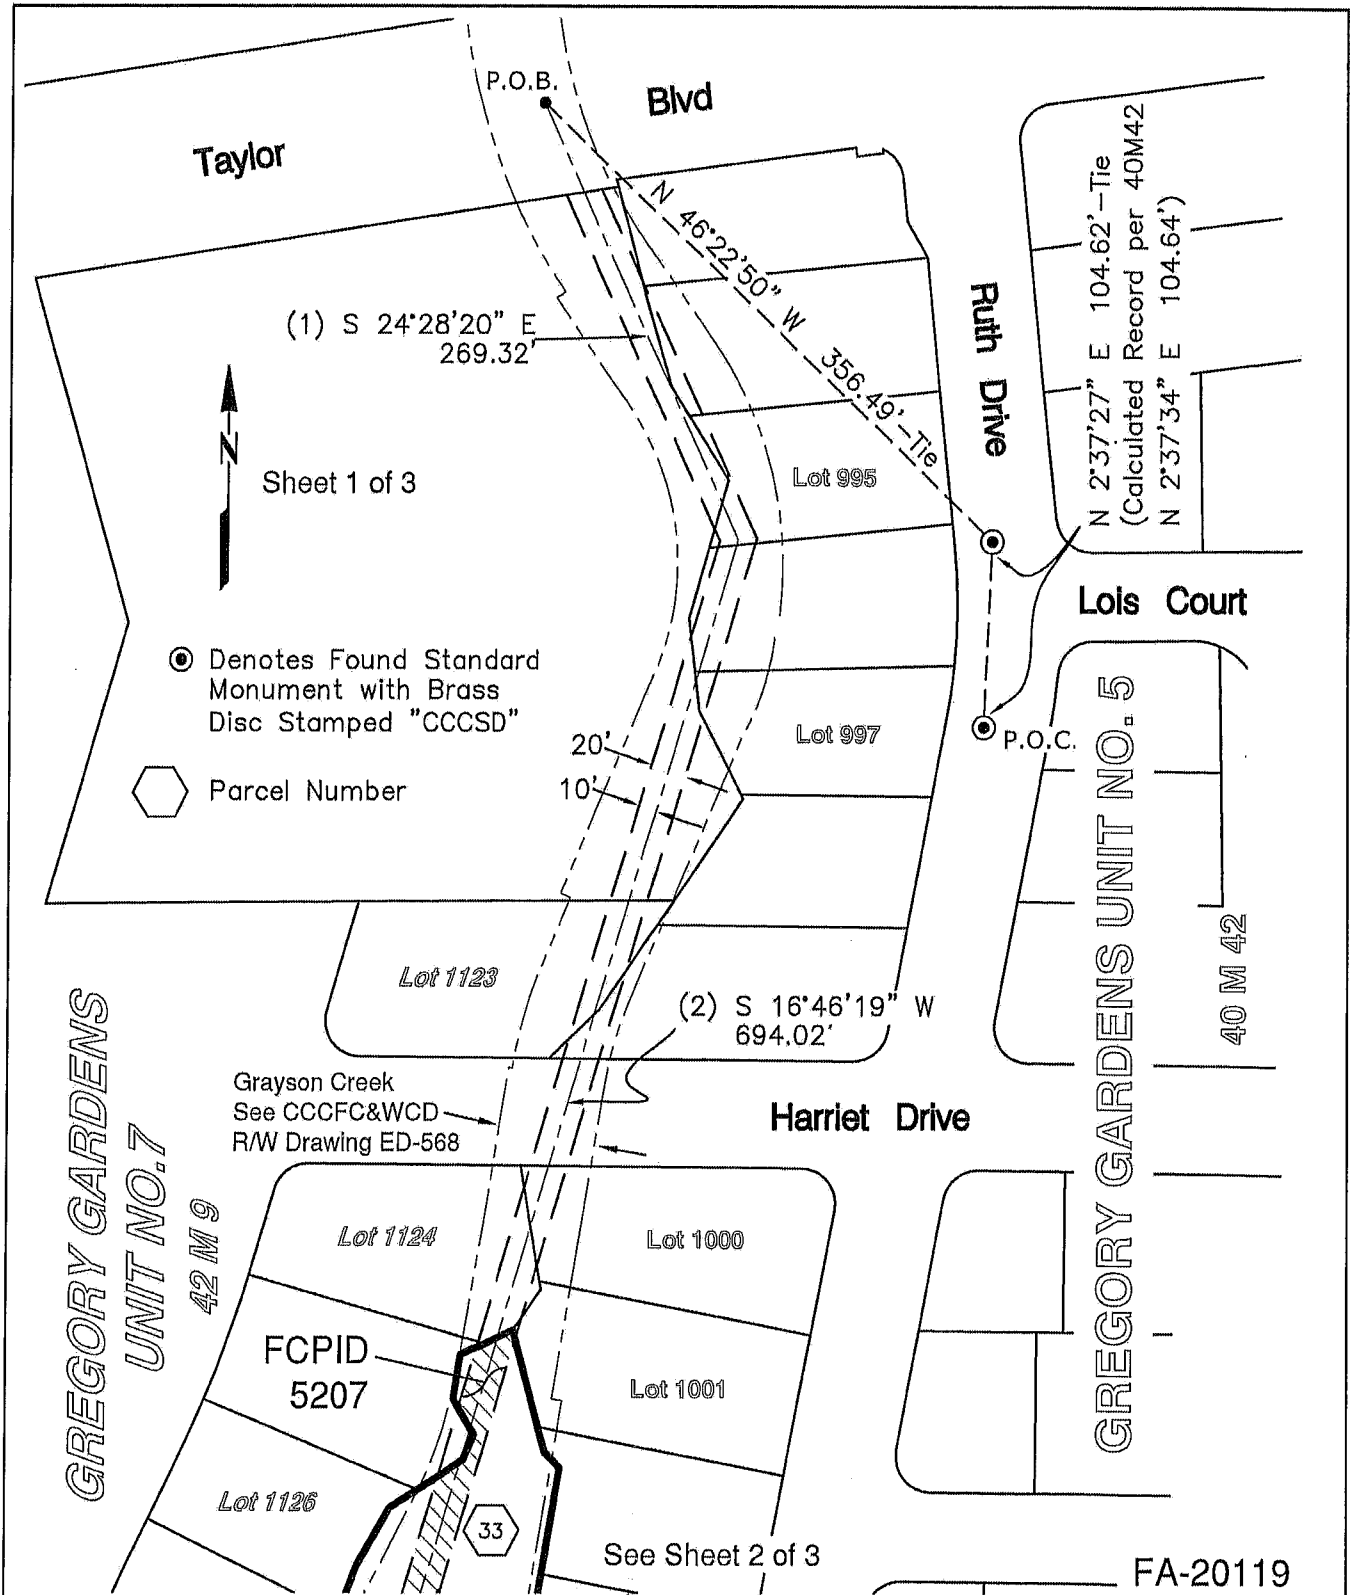 P.O.B.
Blvd
Taylor
N 46°22'50" W 356.49'-Tie
Ruth Drive
N 2°37'27" E 104.62'-Tie
(Calculated Record per 40M42
N 2°37'34" E 104.64')
(1) S 24°28'20" E
269.32'
N
Sheet 1 of 3
Lot 995
Lois Court
Denotes Found Standard
Monument with Brass
Disc Stamped "CCCSD"
Parcel Number
20'
10'
Lot 997
P.O.C.
GREGORY GARDENS UNIT NO. 5
40 M 42
Lot 1123
(2) S 16°46'19" W
694.02'
Grayson Creek
See CCCFC&WCD
R/W Drawing ED-568
Harriet Drive
GREGORY GARDENS
UNIT NO.7
42 M 9
Lot 1124
Lot 1000
FCPID
5207
Lot 1001
Lot 1126
33
See Sheet 2 of 3
FA-20119